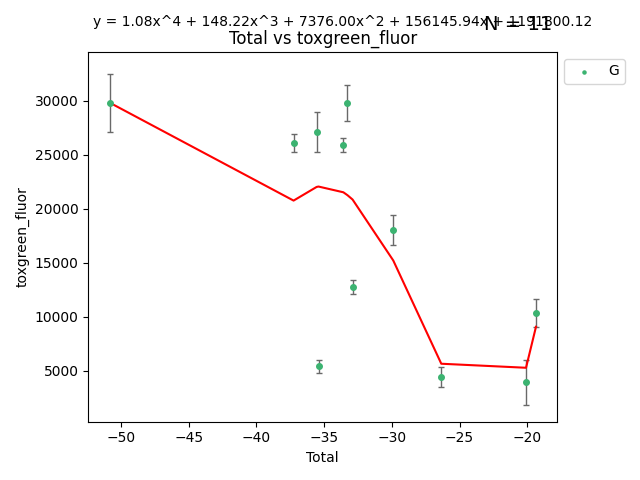 y = 1.08x^4 + 148.22x^3 + 7376.00x^2 + 156145.94x + 1191800.12
N = 11
Total vs toxgreen_fluor
G
toxgreen_fluor
30000
25000
20000
15000
10000
5000
−50
−45
−40
−35
−30
−25
−20
Total